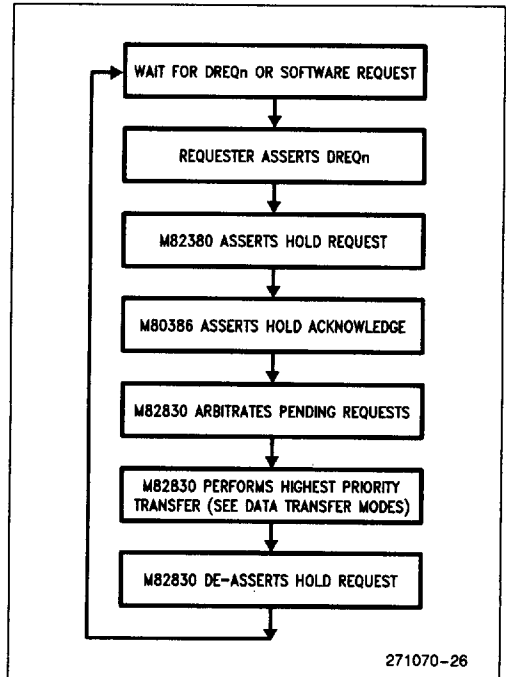 WAIT FOR DREQn OR SOFTWARE REQUEST
REQUESTER ASSERTS DREQn
M82380 ASSERTS HOLD REQUEST
M80386 ASSERTS HOLD ACKNOWLEDGE
M82830 ARBITRATES PENDING REQUESTS
M82830 PERFORMS HIGHEST PRIORITY
TRANSFER (SEE DATA TRANSFER MODES)
M82830 DE-ASSERTS HOLD REQUEST
271070-26